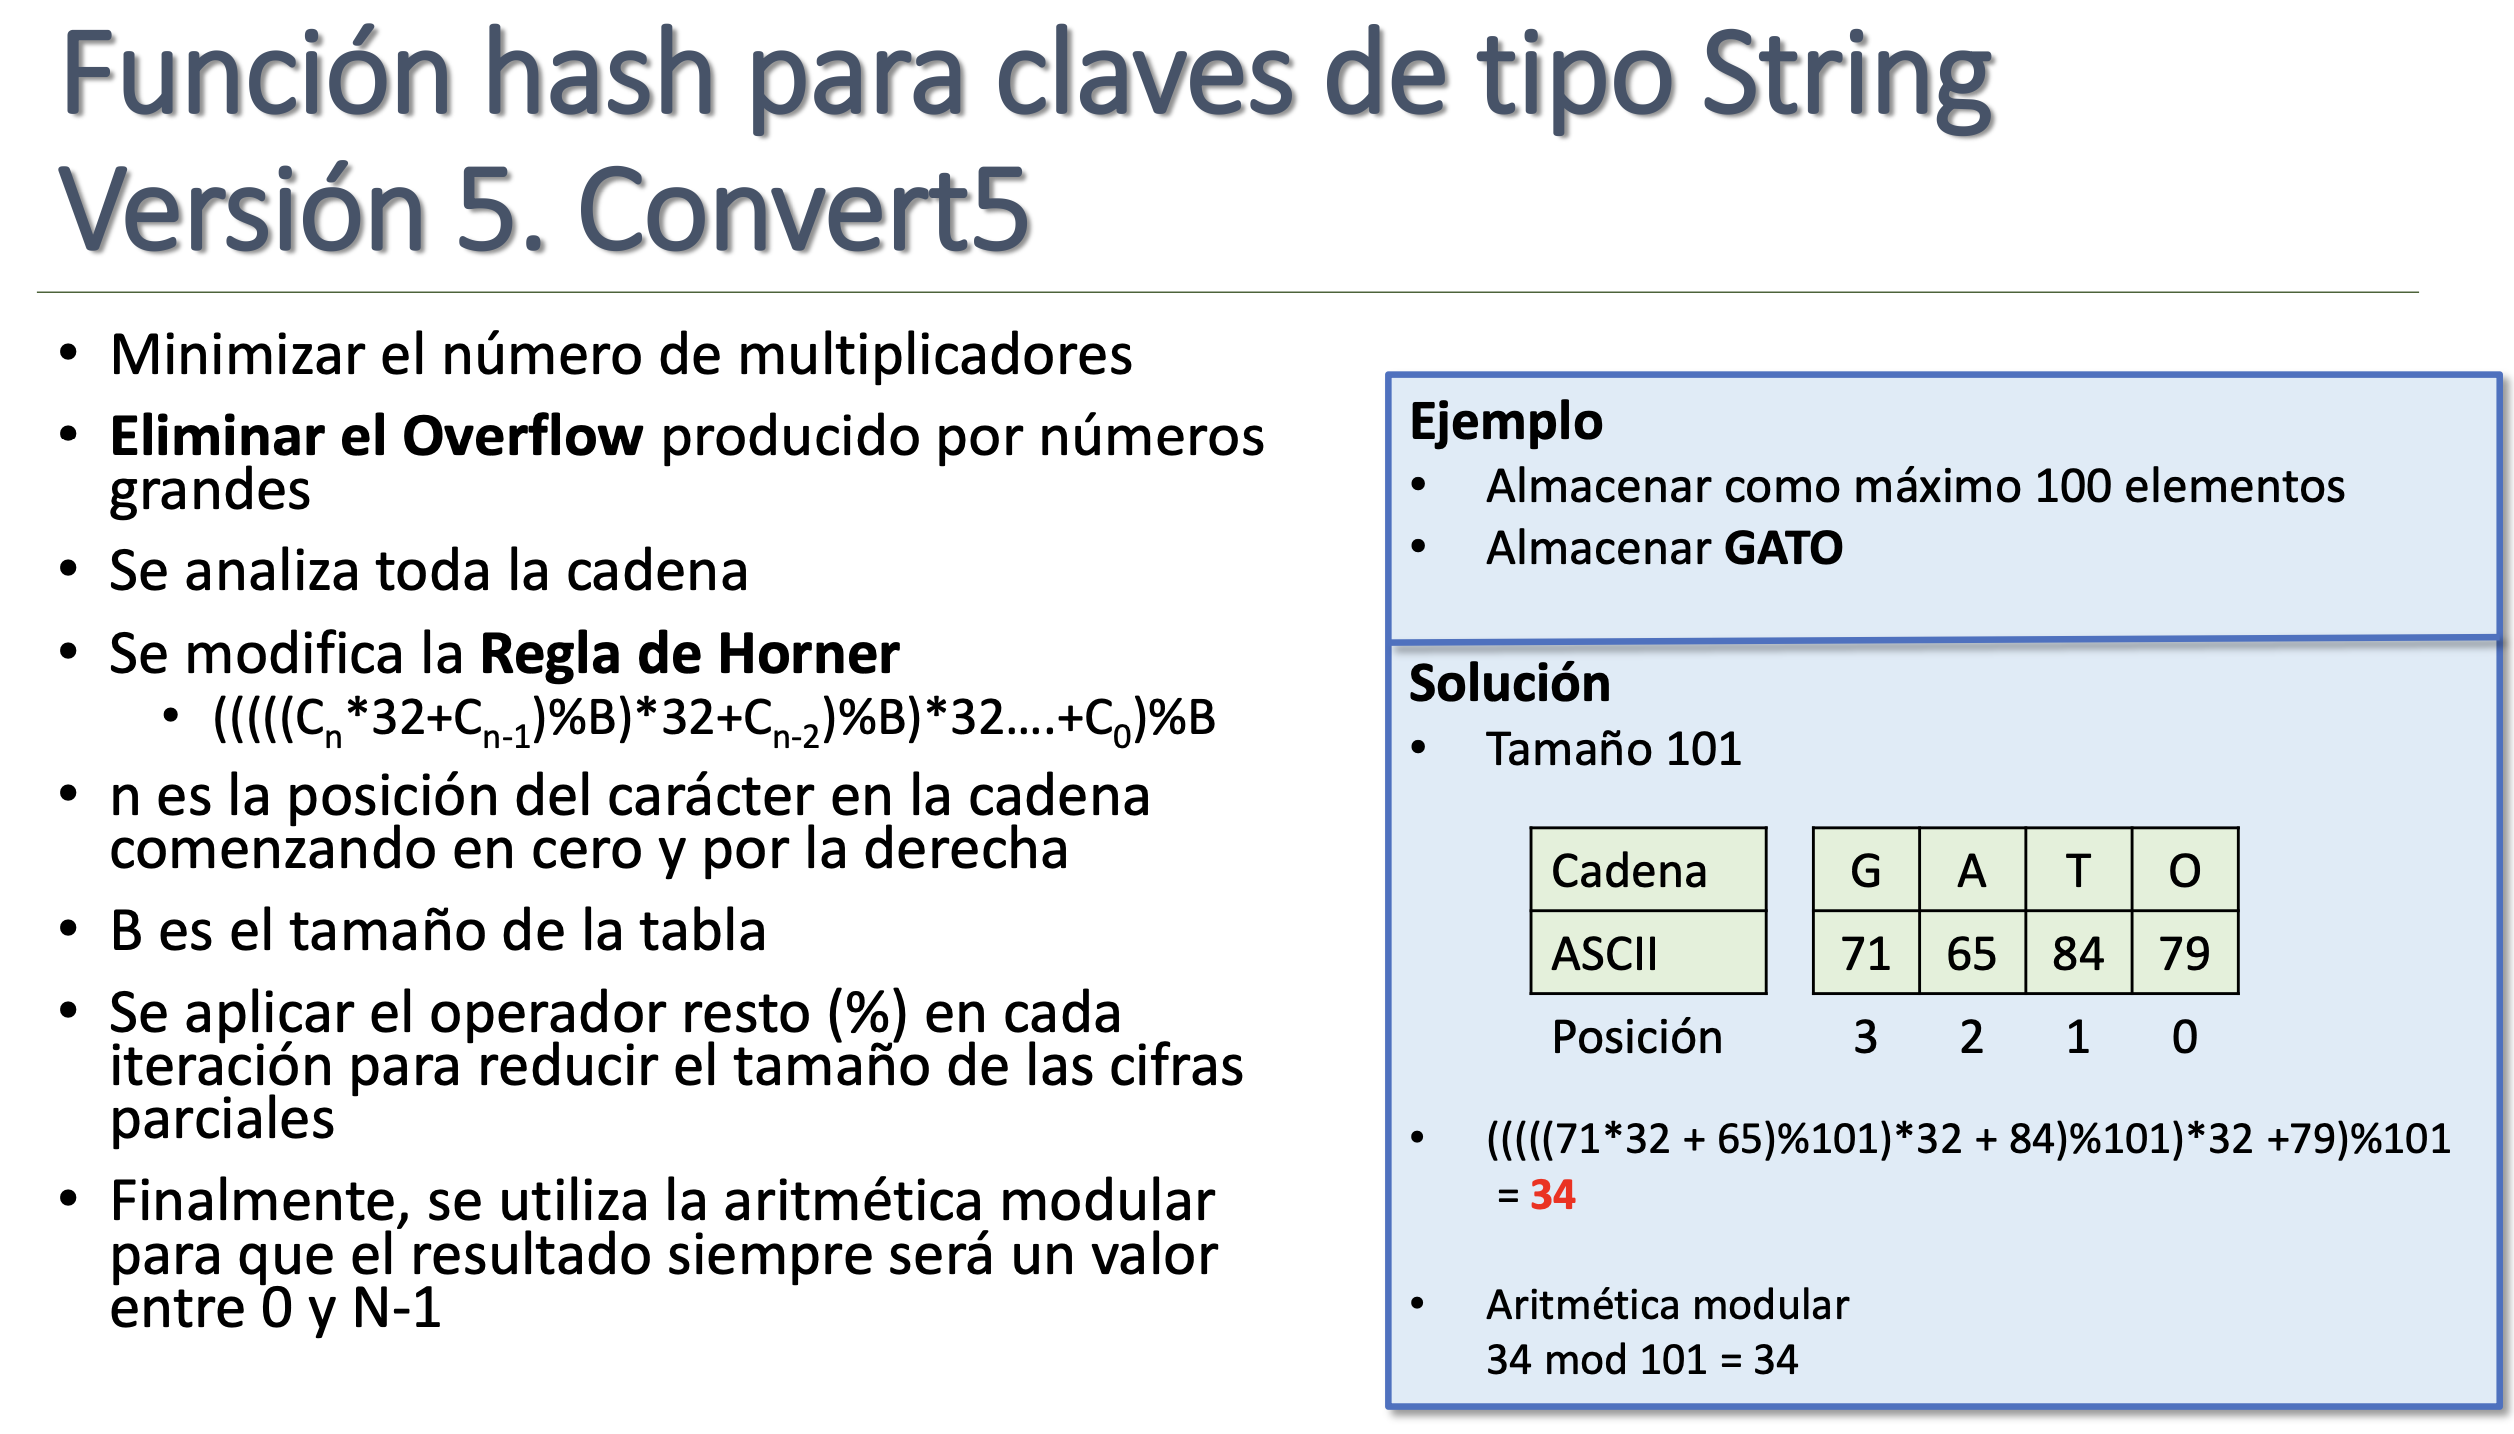 Función hash para claves de tipo String
Versión 5. Convert5
• Minimizar el número de multiplicadores
• Eliminar el Overflow producido por números
grandes
• Se analiza toda la cadena
• Se modifica la Regla de Horner
• (((((Cn*32+Cn-1)%B)*32+Cn-2)%B)*32....+C0)%B
• n es la posición del carácter en la cadena
comenzando en cero y por la derecha
• B es el tamaño de la tabla
• Se aplicar el operador resto (%) en cada
iteración para reducir el tamaño de las cifras
parciales
• Finalmente, se utiliza la aritmética modular
para que el resultado siempre será un valor
entre 0 y N-1
Ejemplo
• Almacenar como máximo 100 elementos
• Almacenar GATO
Solución
• Tamaño 101
Cadena G A T O
ASCII 71 65 84 79
Posición 3 2 1 0
• (((((71*32 + 65)%101)*32 + 84)%101)*32 +79)%101
= 34
• Aritmética modular
34 mod 101 = 34